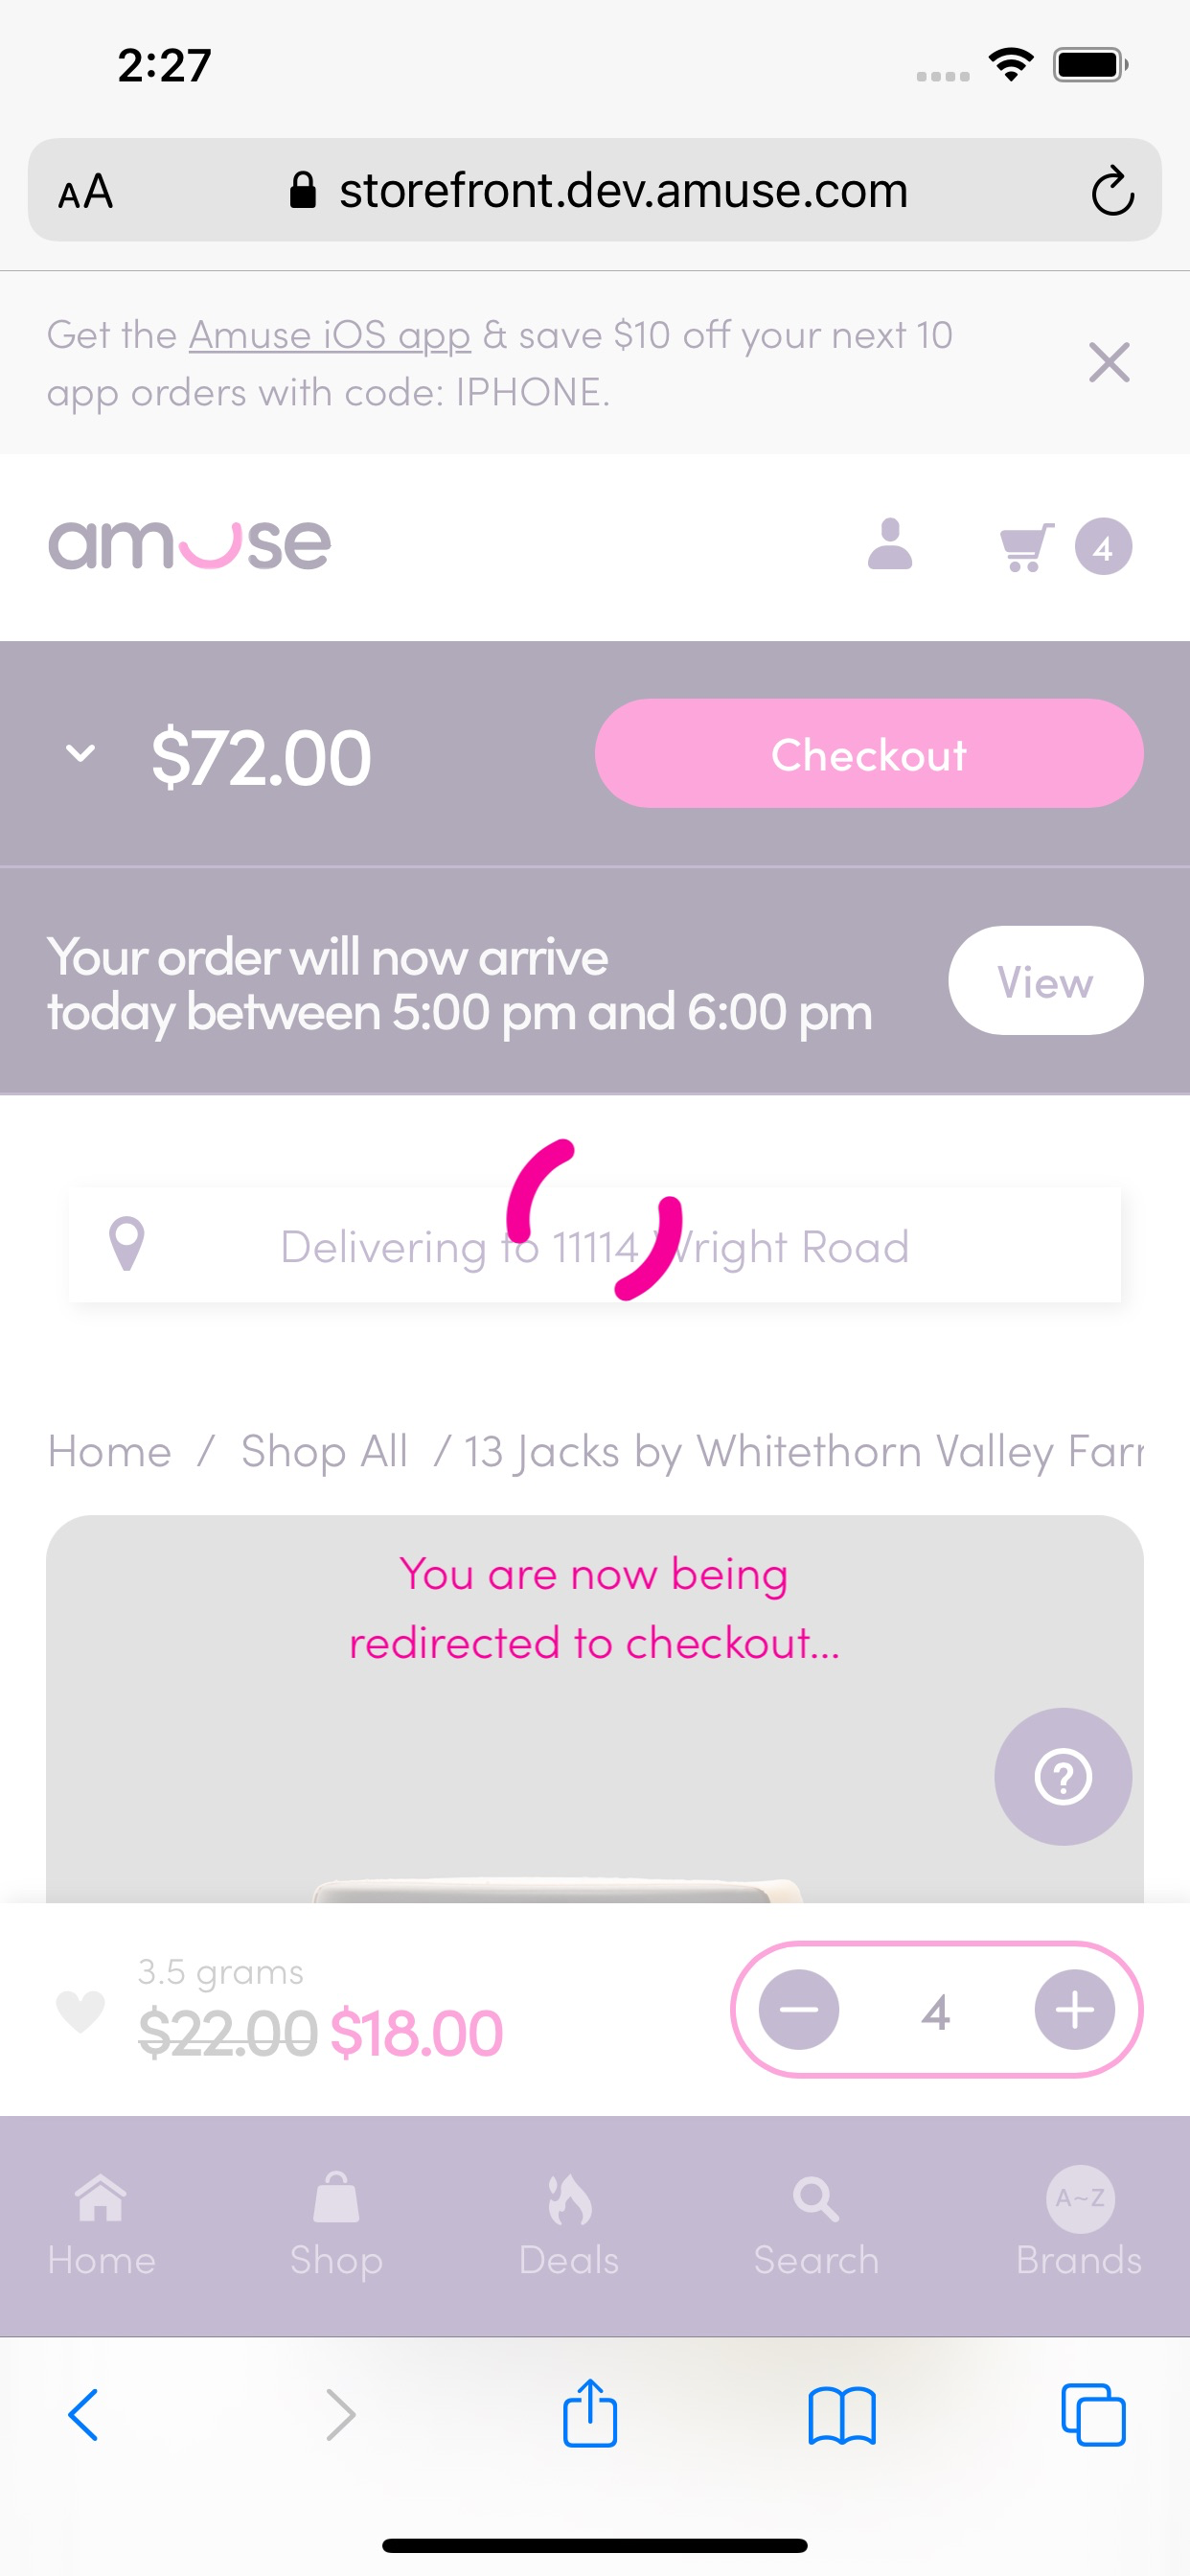 2:27
AA storefront.dev.amuse.com
Get the Amuse iOS app & save $10 off your next 10
app orders with code: IPHONE.
amuse 4
$72.00 Checkout
Your order will now arrive
today between 5:00 pm and 6:00 pm
View
Delivering to 11114 Wright Road
Home / Shop All / 13 Jacks by Whitethorn Valley
You are now being
redirected to checkout...
3.5 grams
$22.00 $18.00
4
A~Z
Home Shop Deals Search Brands